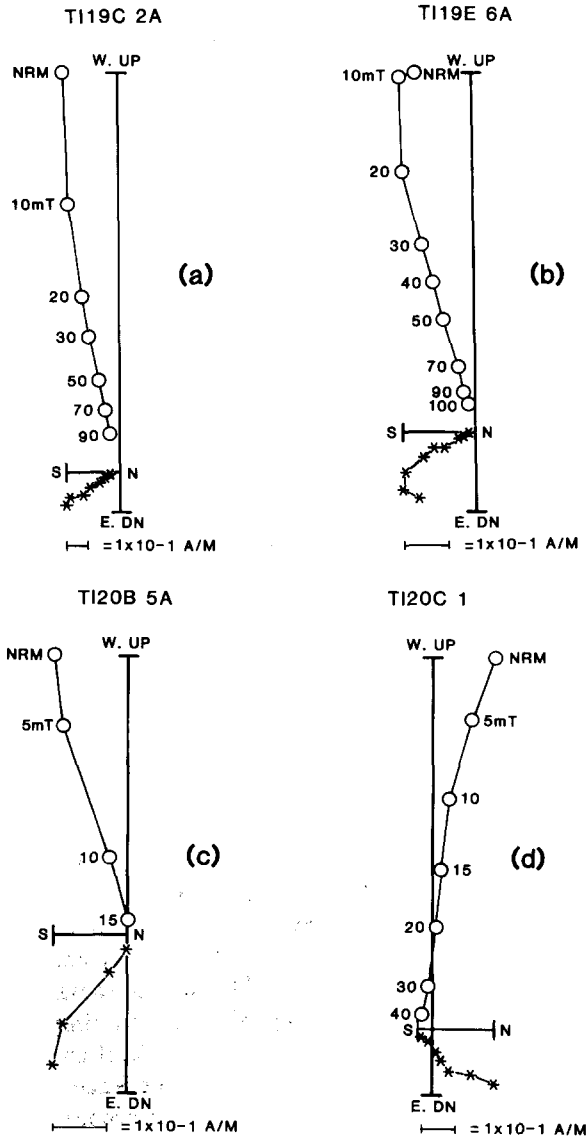 TI19C 2A
W. UP
NRM
10mT
20
30
50
70
90
S
N
E. DN
=1x10-1 A/M
(a)
TI19E 6A
W. UP
10mT
NRM
20
30
40
50
70
90
100
S
N
E. DN
=1x10-1 A/M
(b)
TI20B 5A
W. UP
NRM
5mT
10
15
S
N
E. DN
=1x10-1 A/M
(c)
TI20C 1
W. UP
NRM
5mT
10
15
20
30
40
S
N
E. DN
=1x10-1 A/M
(d)